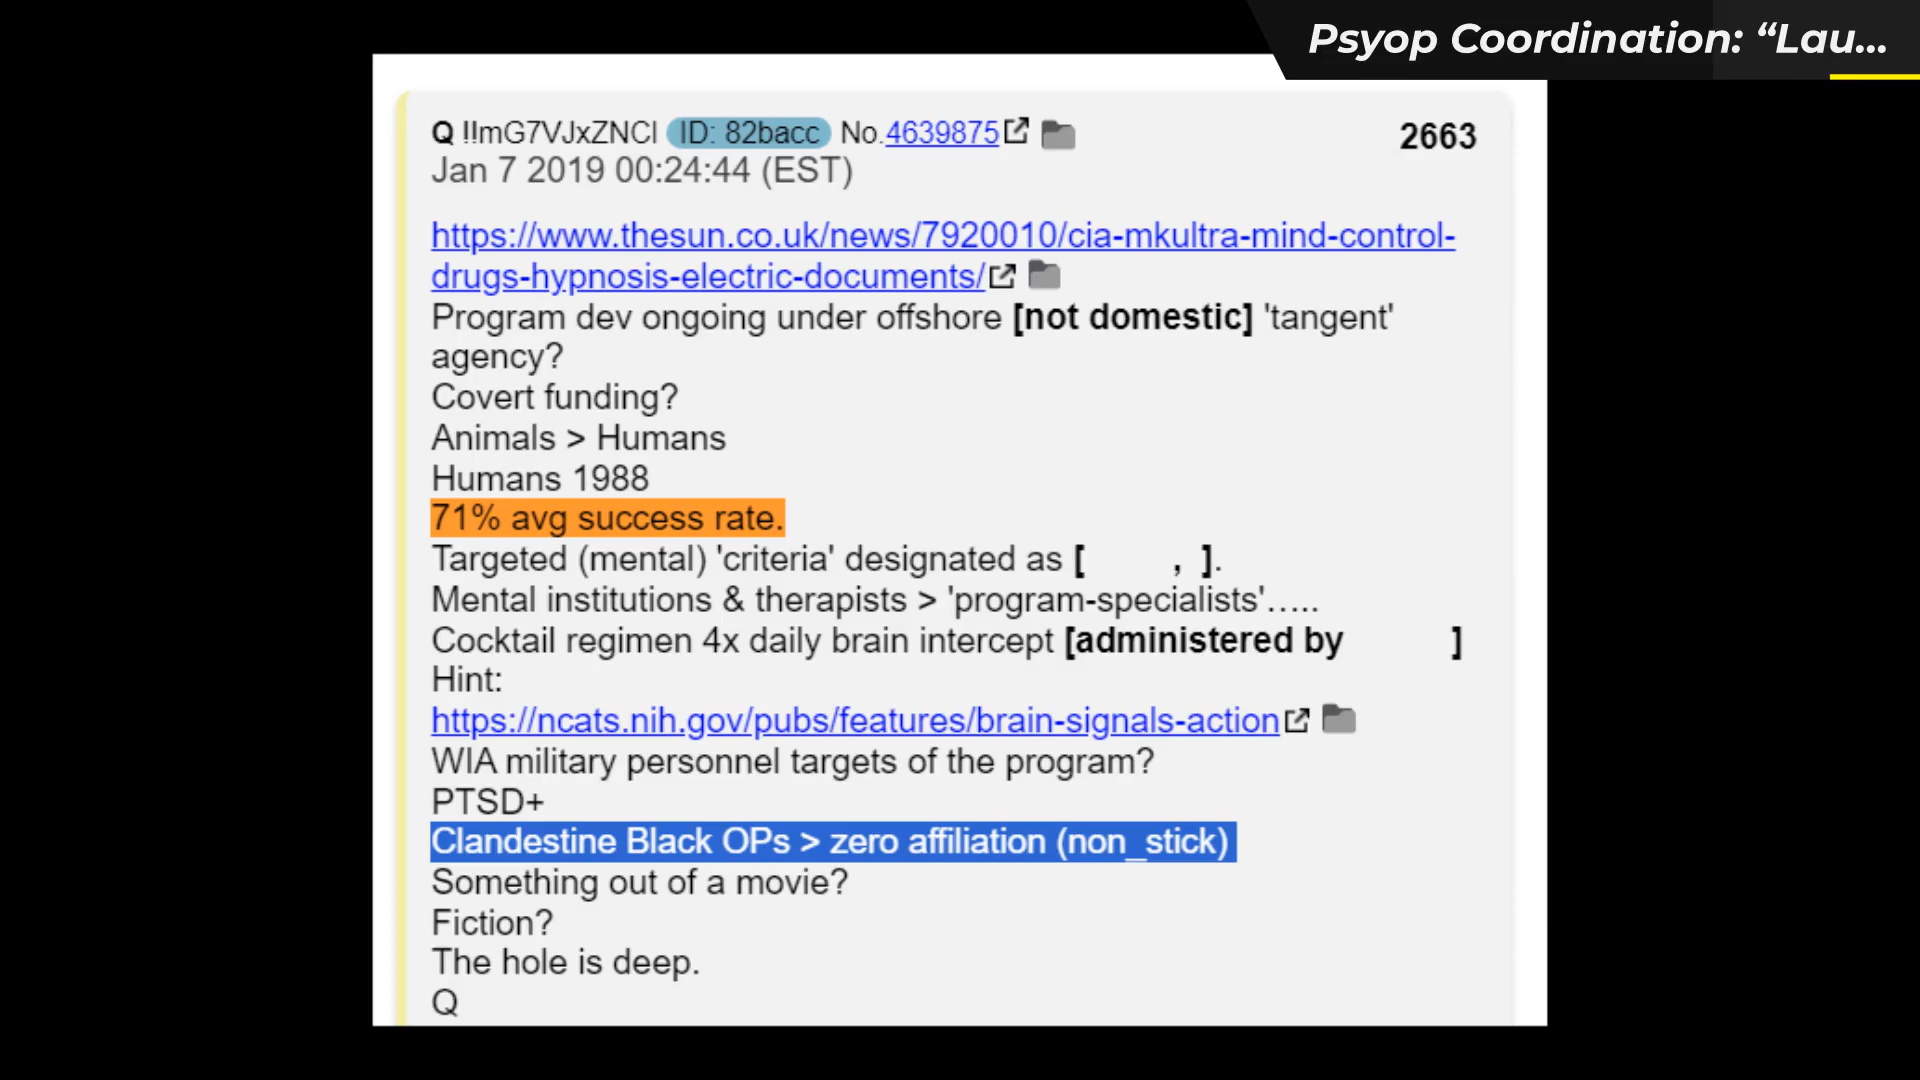 Psyop Coordination: “Lau...
Q !!mG7VJxZNCI ID: 82bacc No.4639875 2663
Jan 7 2019 00:24:44 (EST)
https://www.thesun.co.uk/news/7920010/cia-mkultra-mind-control-
drugs-hypnosis-electric-documents/
Program dev ongoing under offshore [not domestic] 'tangent'
agency?
Covert funding?
Animals > Humans
Humans 1988
71% avg success rate.
Targeted (mental) 'criteria' designated as [ , ].
Mental institutions & therapists > 'program-specialists'…..
Cocktail regimen 4x daily brain intercept [administered by ]
Hint:
https://ncats.nih.gov/pubs/features/brain-signals-action
WIA military personnel targets of the program?
PTSD+
Clandestine Black OPs > zero affiliation (non_stick)
Something out of a movie?
Fiction?
The hole is deep.
Q